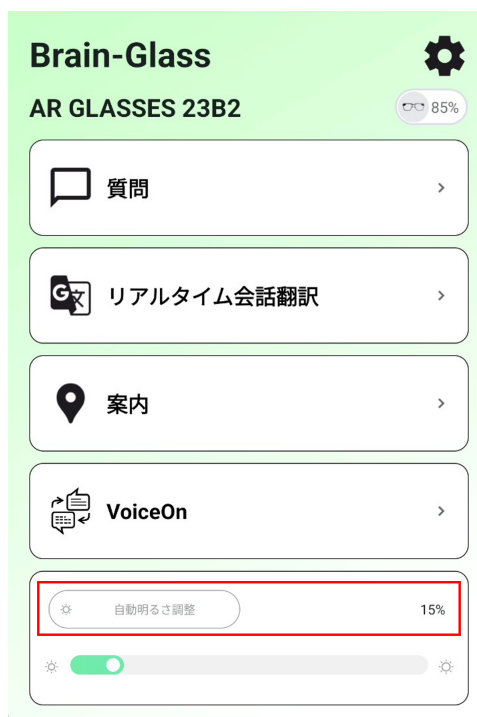 Brain-Glass
AR GLASSES 23B2
85%
質問
リアルタイム会話翻訳
案内
VoiceOn
自動明るさ調整
15%